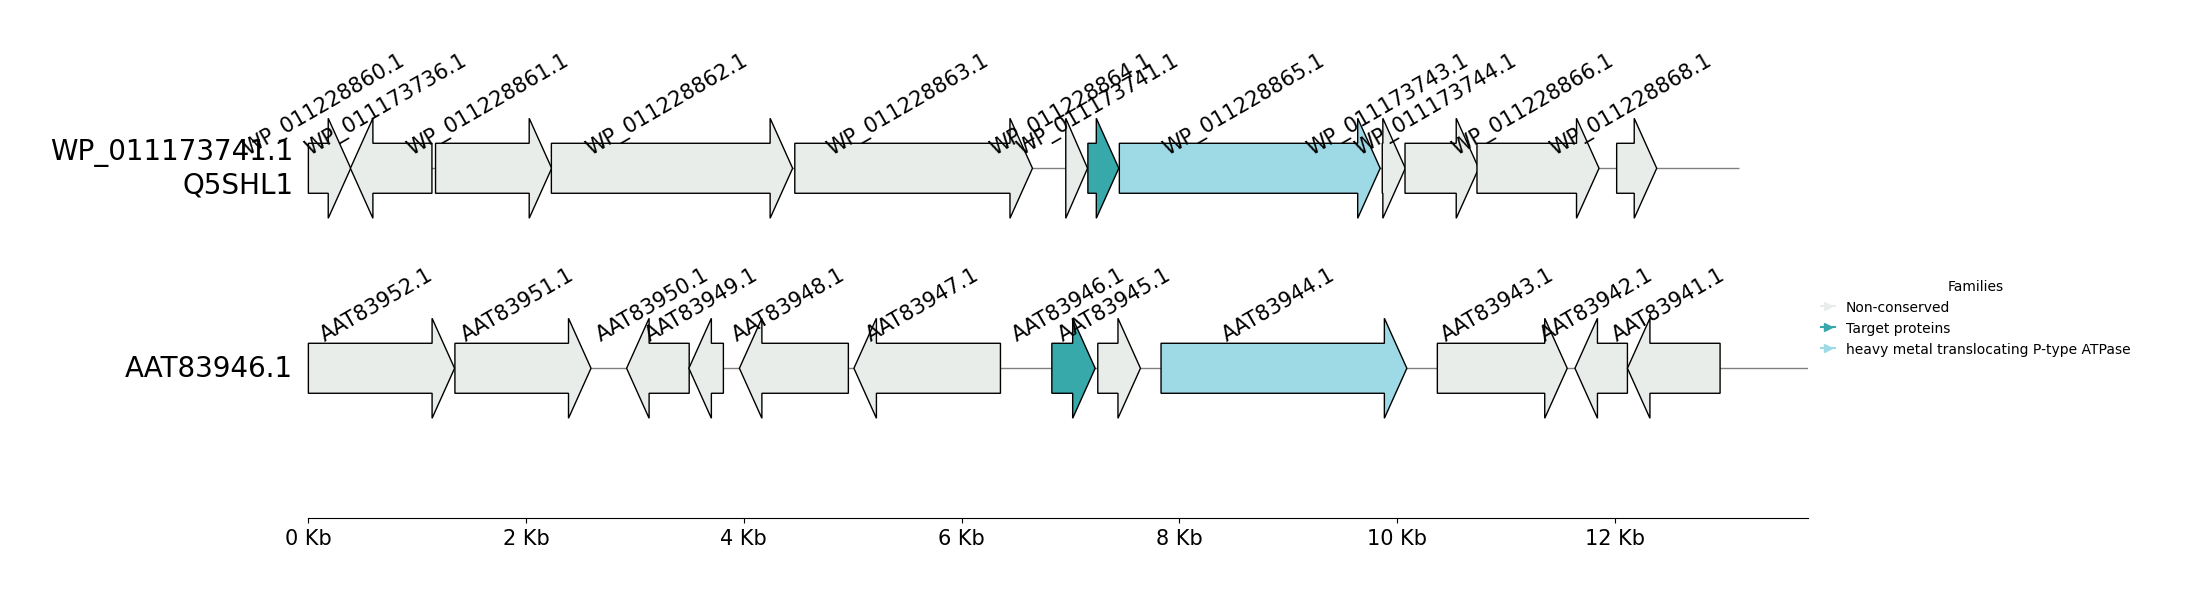 WP_011228860.1
WP_011173736.1
WP_011228861.1
WP_011228862.1
WP_011228863.1
WP_011228864.1
WP_011173741.1
WP_011228865.1
WP_011173743.1
WP_011173744.1
WP_011228866.1
WP_011228868.1
WP_011173741.1
Q5SHL1
AAT83952.1
AAT83951.1
AAT83950.1
AAT83949.1
AAT83948.1
AAT83947.1
AAT83946.1
AAT83945.1
AAT83944.1
AAT83943.1
AAT83942.1
AAT83941.1
AAT83946.1
Families
Non-conserved
Target proteins
heavy metal translocating P-type ATPase
0 Kb 2 Kb 4 Kb 6 Kb 8 Kb 10 Kb 12 Kb